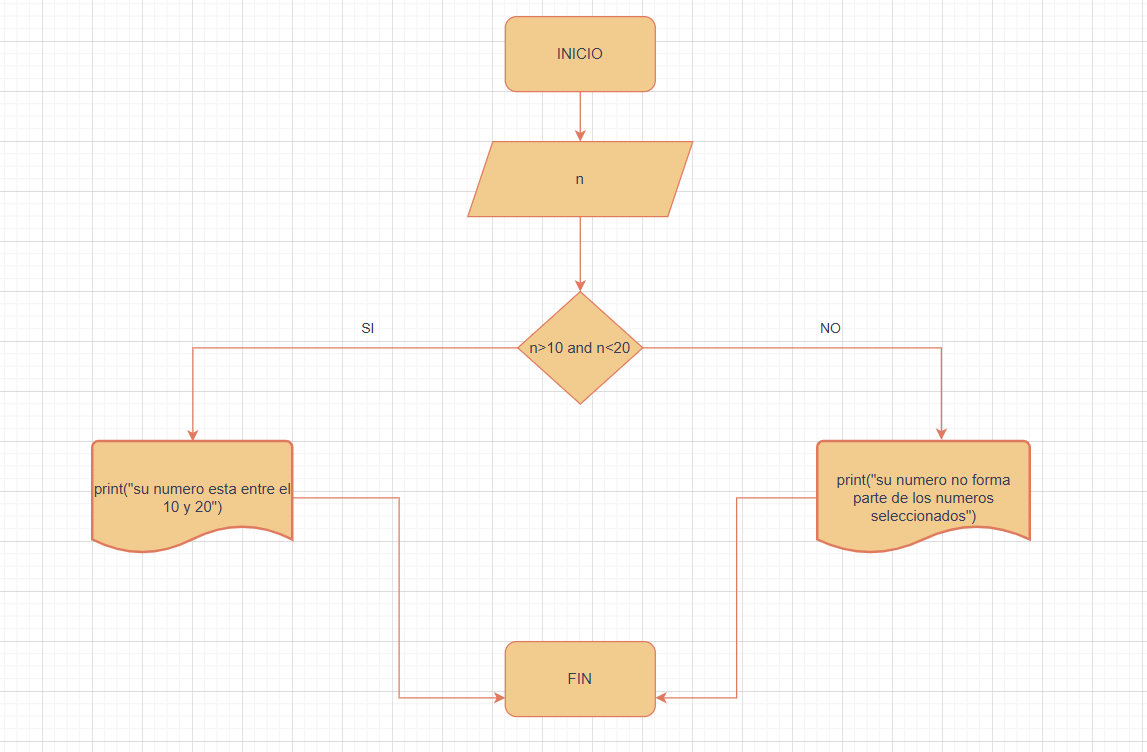 INICIO
n
SI
NO
n>10 and n<20
print("su numero esta entre el
10 y 20")
print("su numero no forma
parte de los numeros
seleccionados")
FIN